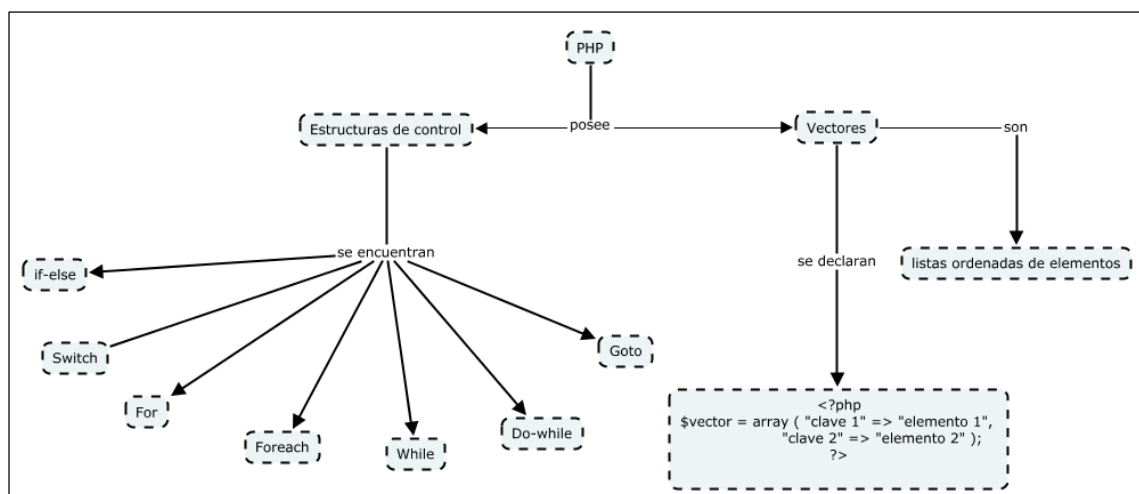 PHP
posee
Estructuras de control
Vectores
son
se encuentran
se declaran
listas ordenadas de elementos
if-else
Switch
For
Foreach
While
Do-while
Goto
<?php
$vector = array ( "clave 1" => "elemento 1",
"clave 2" => "elemento 2" );
?>